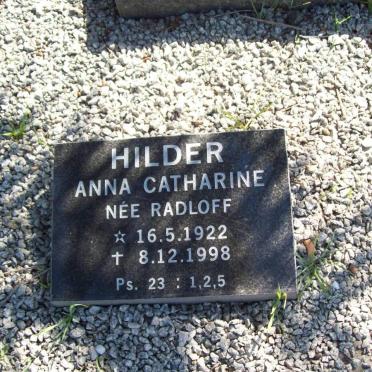 HILDER
ANNA CATHARINE
NÉE RADLOFF
☆ 16.5.1922
† 8.12.1998
Ps. 23 : 1,2,5